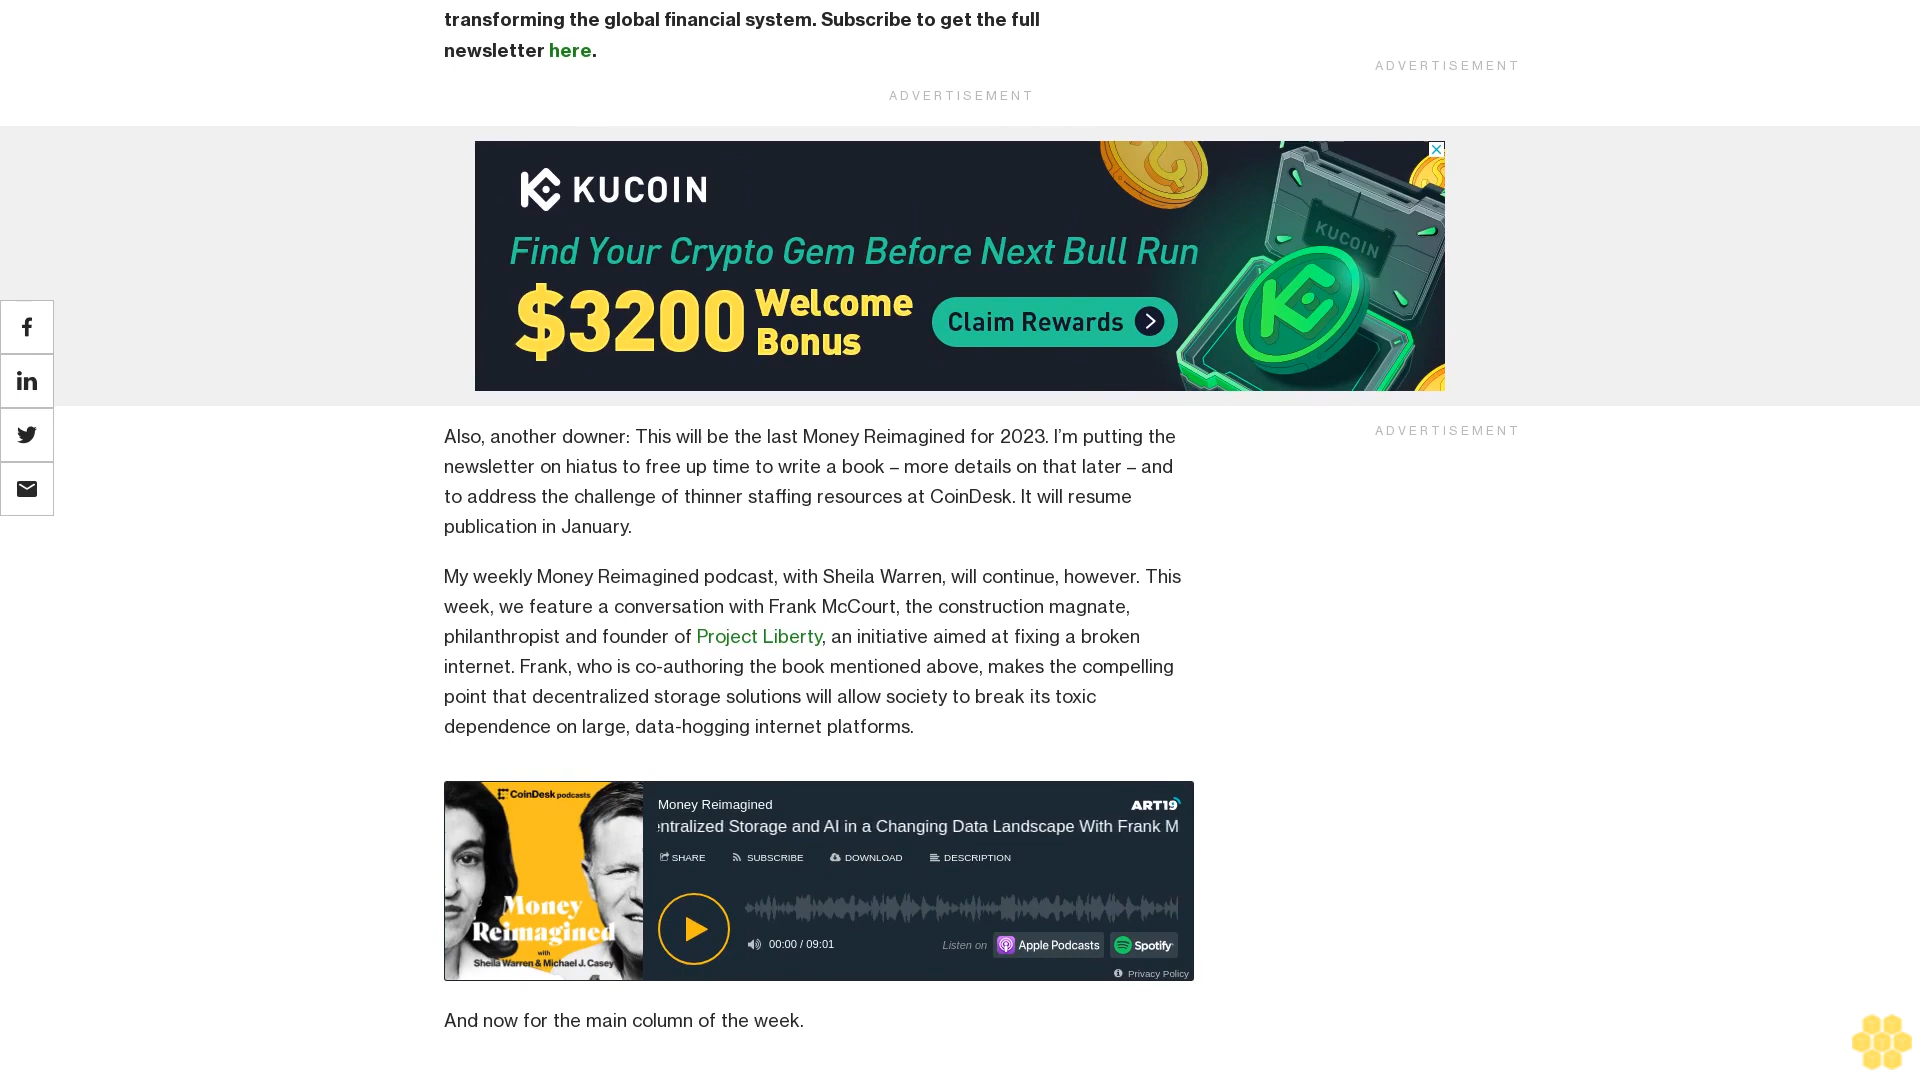 transforming the global financial system. Subscribe to get the full
newsletter here.
ADVERTISEMENT
ADVERTISEMENT
KUCOIN
Find Your Crypto Gem Before Next Bull Run
$3200 Welcome Bonus
Claim Rewards
KUCOIN
Also, another downer: This will be the last Money Reimagined for 2023. I’m putting the
newsletter on hiatus to free up time to write a book – more details on that later – and
to address the challenge of thinner staffing resources at CoinDesk. It will resume
publication in January.
ADVERTISEMENT
My weekly Money Reimagined podcast, with Sheila Warren, will continue, however. This
week, we feature a conversation with Frank McCourt, the construction magnate,
philanthropist and founder of Project Liberty, an initiative aimed at fixing a broken
internet. Frank, who is co-authoring the book mentioned above, makes the compelling
point that decentralized storage solutions will allow society to break its toxic
dependence on large, data-hogging internet platforms.
CoinDesk podcasts
Money
Reimagined
with
Sheila Warren & Michael J. Casey
Money Reimagined
ART19
entralized Storage and AI in a Changing Data Landscape With Frank M
SHARE SUBSCRIBE DOWNLOAD DESCRIPTION
00:00 / 09:01
Listen on Apple Podcasts Spotify
Privacy Policy
And now for the main column of the week.